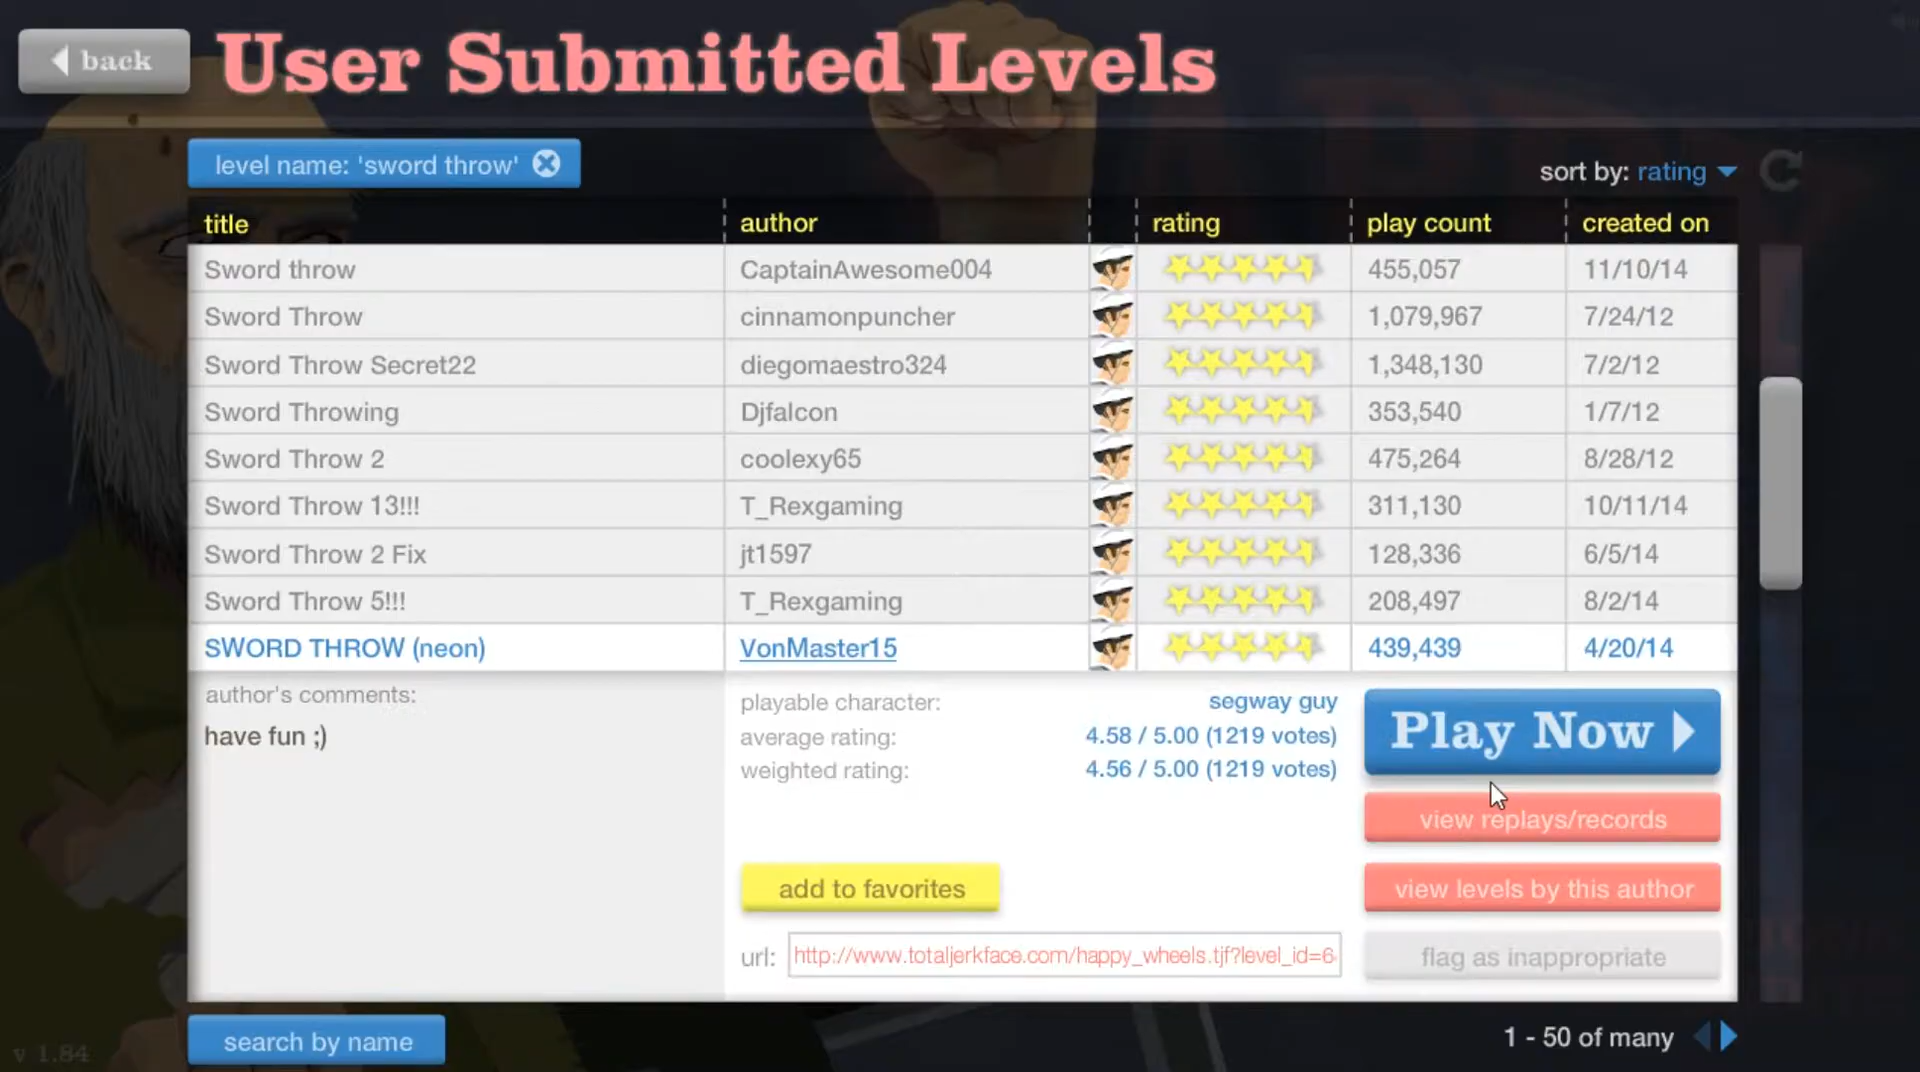 back
User Submitted Levels
level name: 'sword throw'
sort by: rating
title author rating play count created on
Sword throw CaptainAwesome004 455,057 11/10/14
Sword Throw cinnamonpuncher 1,079,967 7/24/12
Sword Throw Secret22 diegomaestro324 1,348,130 7/2/12
Sword Throwing Djfalcon 353,540 1/7/12
Sword Throw 2 coolexy65 475,264 8/28/12
Sword Throw 13!!! T_Rexgaming 311,130 10/11/14
Sword Throw 2 Fix jt1597 128,336 6/5/14
Sword Throw 5!!! T_Rexgaming 208,497 8/2/14
SWORD THROW (neon) VonMaster15 439,439 4/20/14
author's comments:
have fun ;)
playable character: segway guy
average rating: 4.58 / 5.00 (1219 votes)
weighted rating: 4.56 / 5.00 (1219 votes)
Play Now
view replays/records
add to favorites
view levels by this author
url: http://www.totaljerkface.com/happy_wheels.tjf?level_id=6
flag as inappropriate
search by name
1 - 50 of many
v 1.84